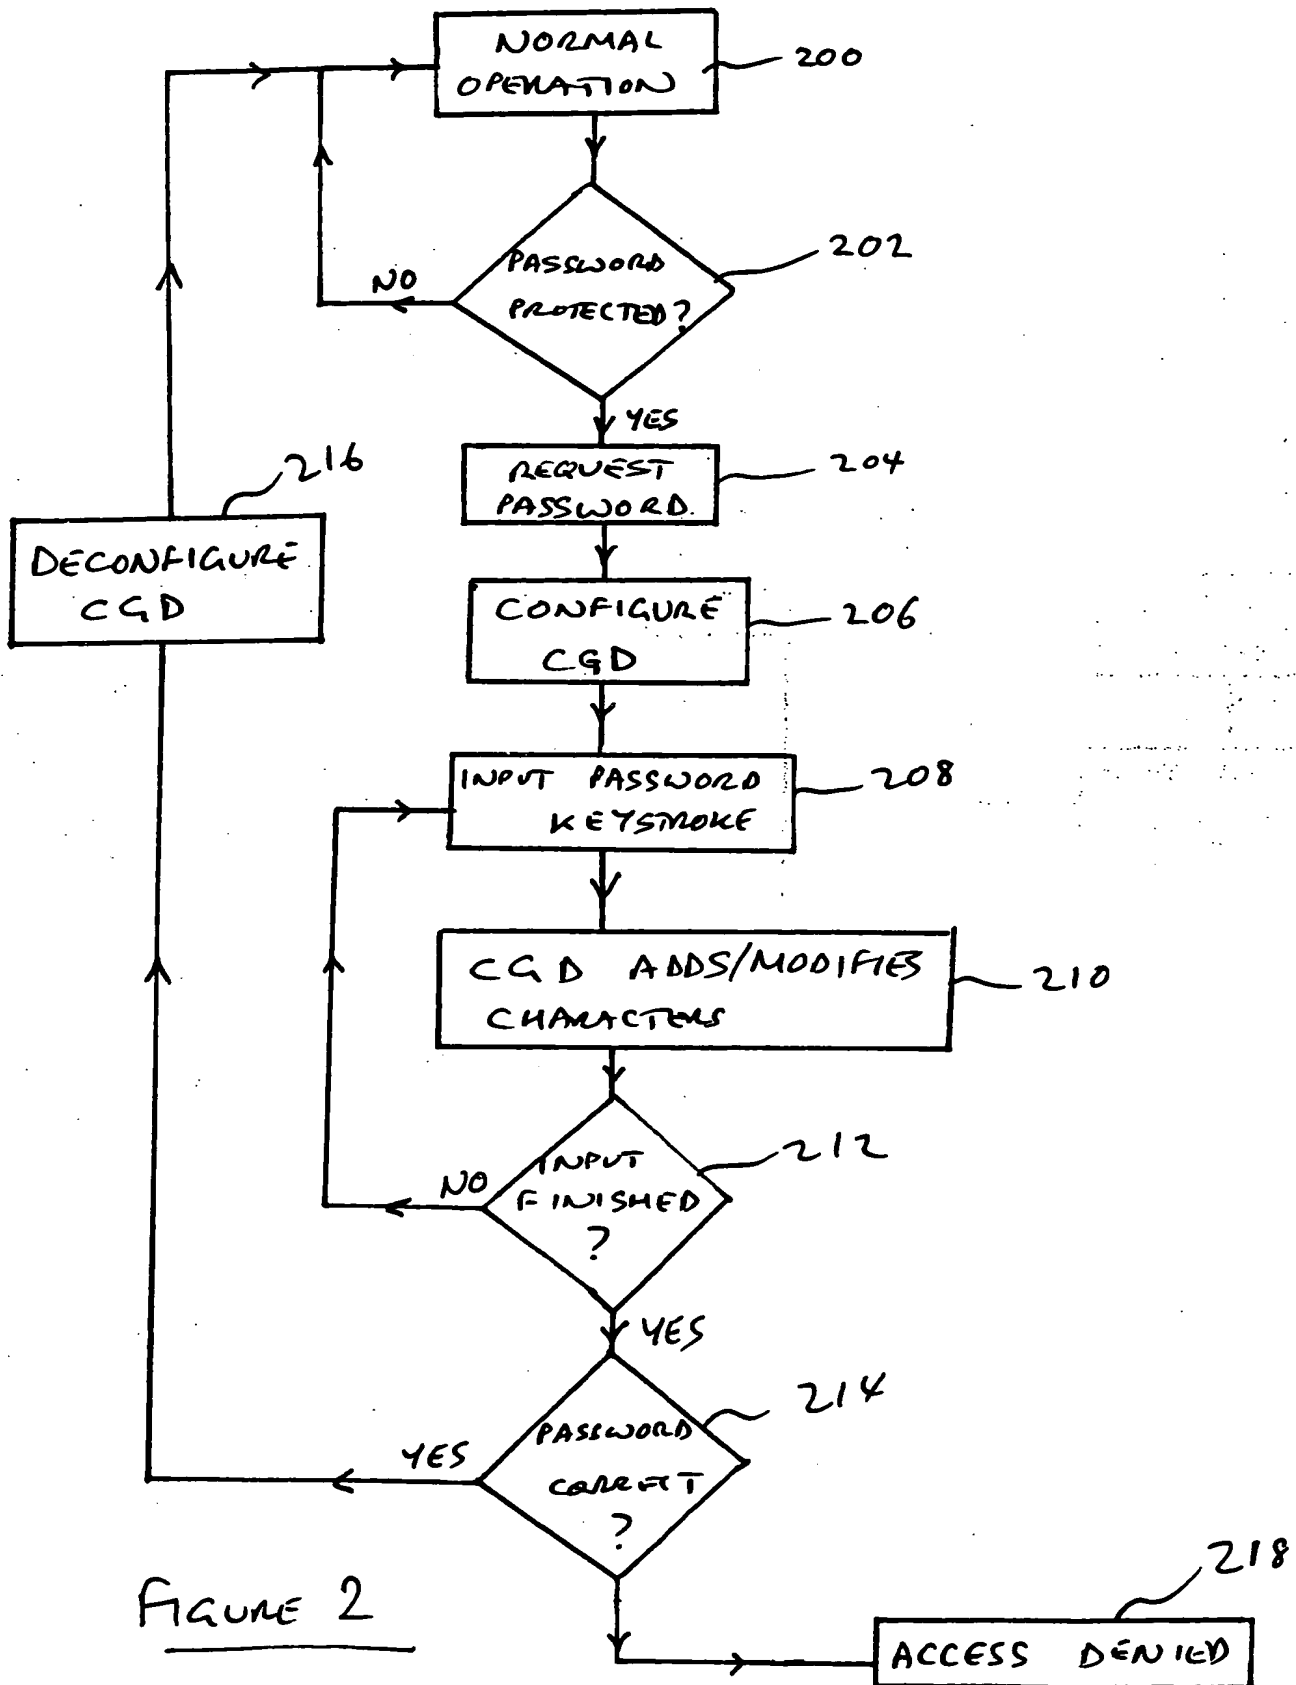 NORMAL
OPERATION
200
PASSWORD
PROTECTED?
202
NO
YES
REQUEST
PASSWORD.
204
216
DECONFIGURE
CGD
CONFIGURE
CGD
206
INPUT PASSWORD
KEYSTROKE
208
CGD ADDS/MODIFIES
CHARACTERS
210
INPUT
FINISHED
?
212
NO
YES
PASSWORD
CORRECT
?
214
YES
FIGURE 2
218
ACCESS DENIED